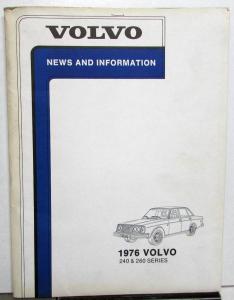 VOLVO
NEWS AND INFORMATION
1976 VOLVO
240 & 260 SERIES